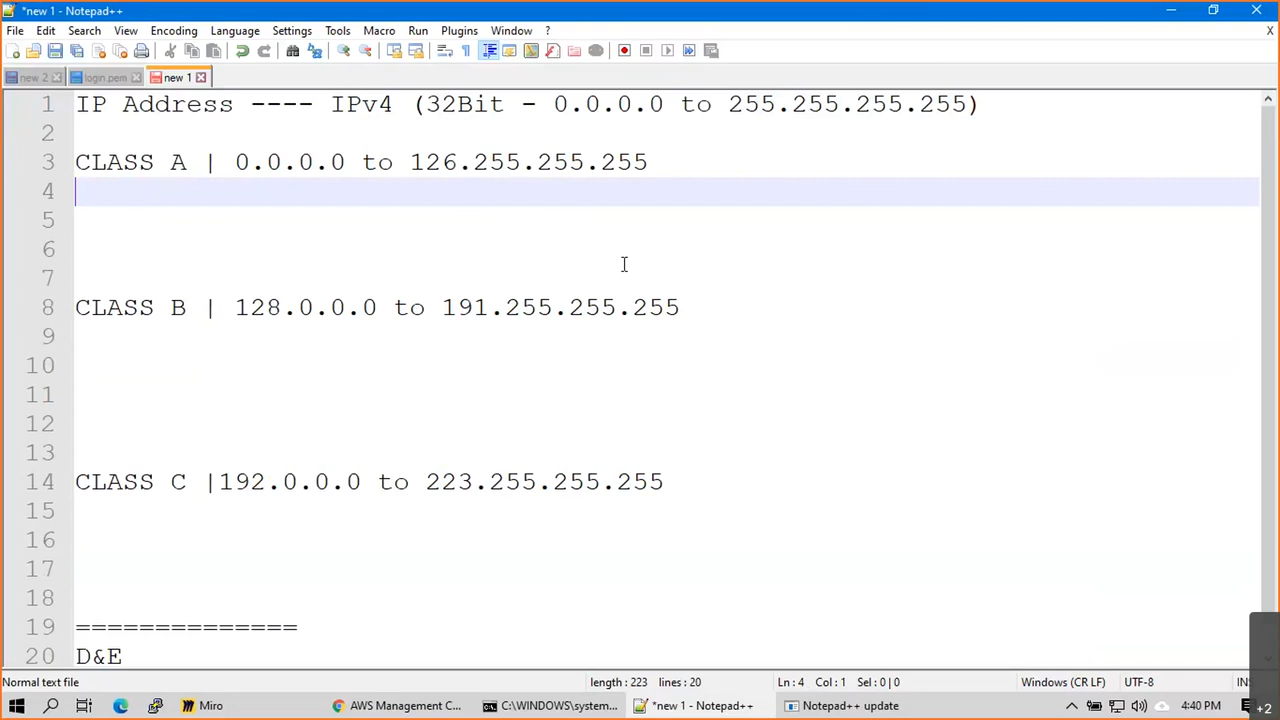 *new 1 - Notepad++
File Edit Search View Encoding Language Settings Tools Macro Run Plugins Window ? X
new 2 login.pem new 1
1 IP Address ---- IPv4 (32Bit - 0.0.0.0 to 255.255.255.255)
2
3 CLASS A | 0.0.0.0 to 126.255.255.255
4
5
6
7
8 CLASS B | 128.0.0.0 to 191.255.255.255
9
10
11
12
13
14 CLASS C |192.0.0.0 to 223.255.255.255
15
16
17
18
19 ==============
20 D&E
Normal text file length : 223 lines : 20 Ln : 4 Col : 1 Sel : 0 | 0 Windows (CR LF) UTF-8 IN
Miro AWS Management C... C:\WINDOWS\system... *new 1 - Notepad++ Notepad++ update 4:40 PM +2